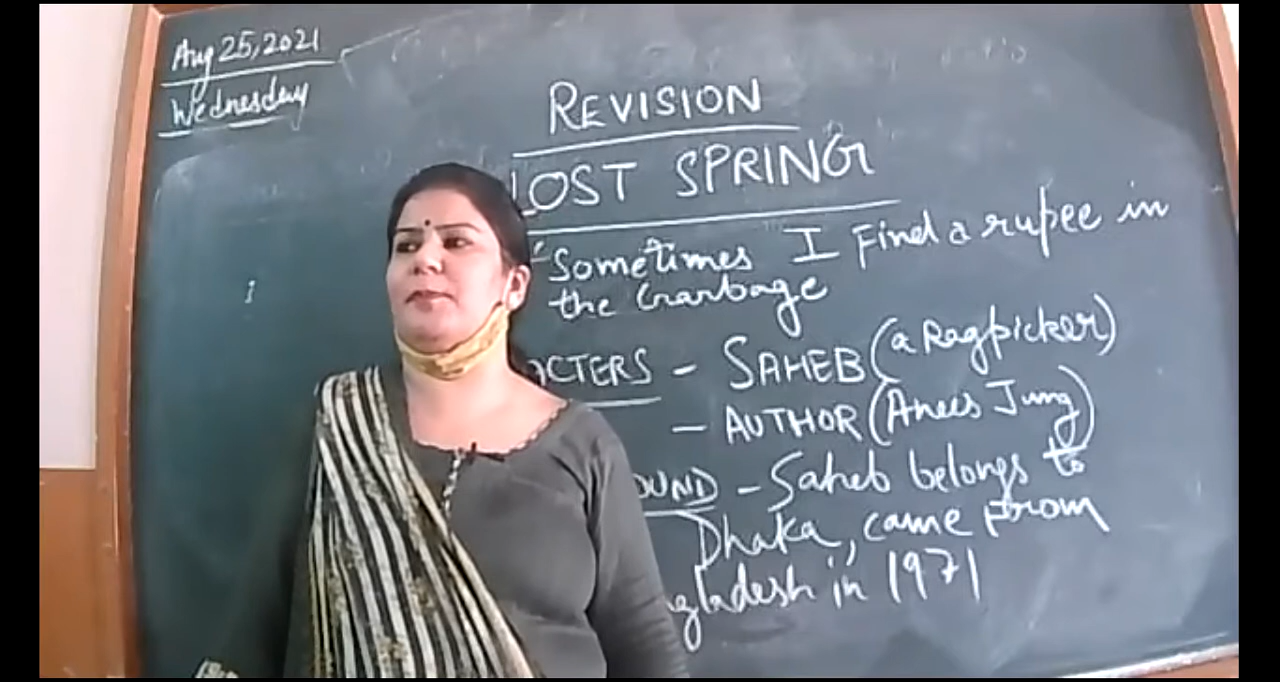 Aug 25, 2021
Wednesday
REVISION
LOST SPRING
'Sometimes I Find a rupee in
the Garbage
ACTERS - SAHEB (a Ragpicker)
- AUTHOR (Anees Jung)
OUND - Saheb belongs to
Dhaka, came from
gladesh in 1971